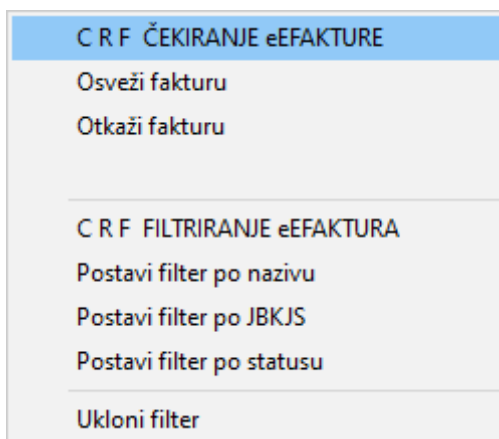 C R F ČEKIRANJE eEFAKTURE
Osveži fakturu
Otkaži fakturu
C R F FILTRIRANJE eEFAKTURA
Postavi filter po nazivu
Postavi filter po JBKJS
Postavi filter po statusu
Ukloni filter